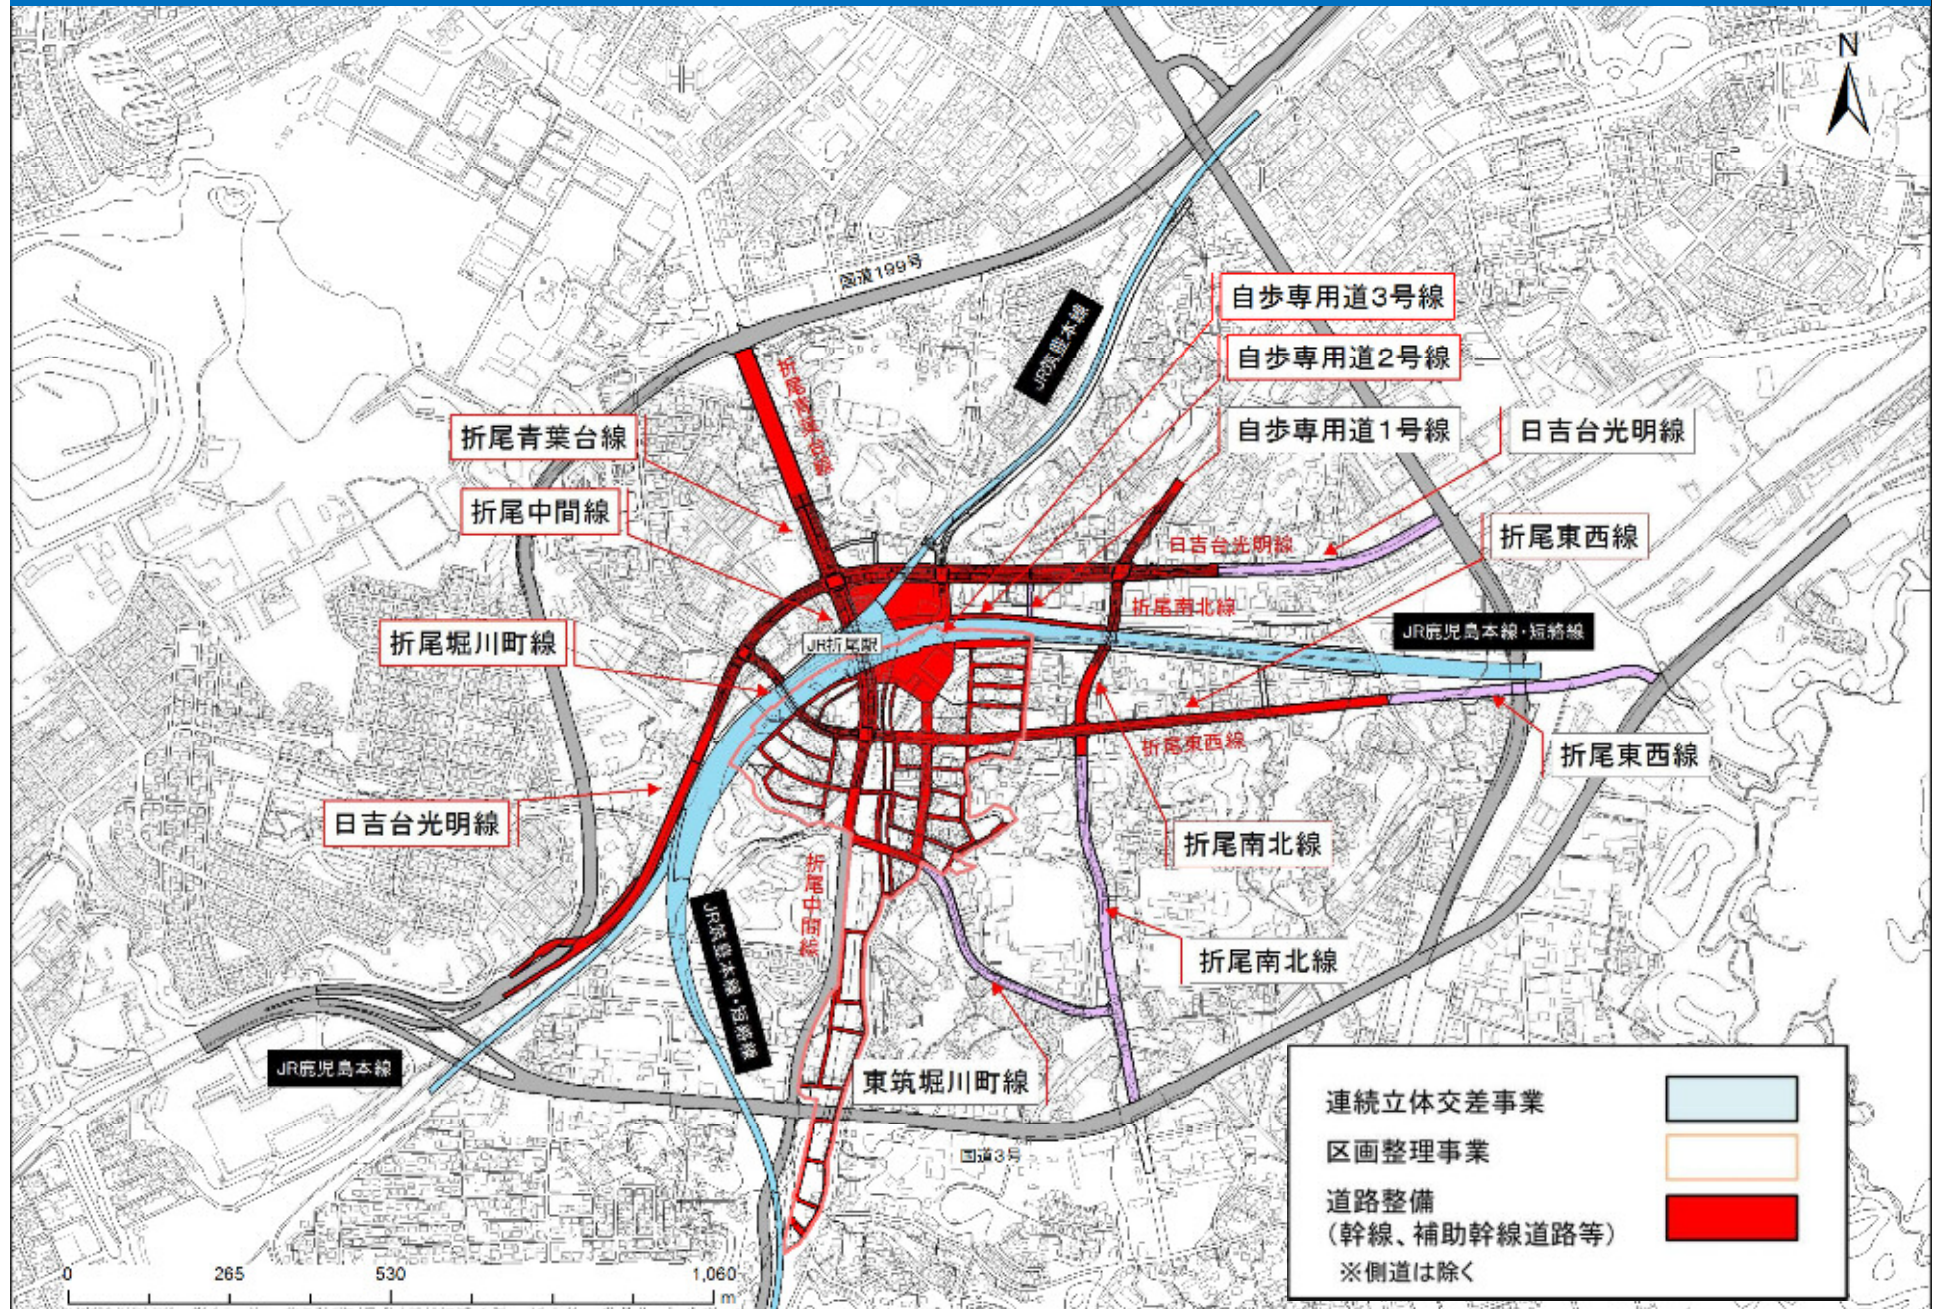 N
国道199号
JR筑豊本線
自歩専用道3号線
自歩専用道2号線
自歩専用道1号線
日吉台光明線
折尾青葉台線
折尾青葉台線
折尾中間線
日吉台光明線
折尾東西線
折尾南北線
JR鹿児島本線・短絡線
折尾堀川町線
JR折尾駅
折尾東西線
折尾東西線
日吉台光明線
折尾南北線
折尾中間線
JR筑豊本線・短絡線
折尾南北線
JR鹿児島本線
東筑堀川町線
国道3号
連続立体交差事業
区画整理事業
道路整備
(幹線、補助幹線道路等)
※側道は除く
0 265 530 1,060
m